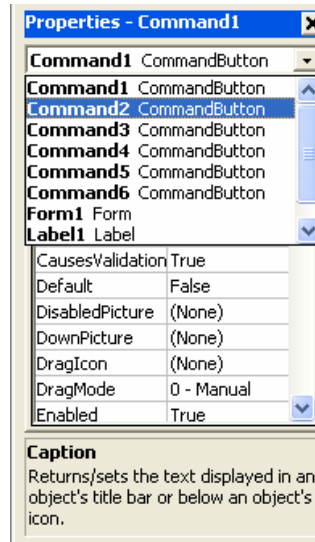 Properties - Command1
Command1 CommandButton
Command1 CommandButton
Command2 CommandButton
Command3 CommandButton
Command4 CommandButton
Command5 CommandButton
Command6 CommandButton
Form1 Form
Label1 Label
CausesValidation True
Default False
DisabledPicture (None)
DownPicture (None)
DragIcon (None)
DragMode 0 - Manual
Enabled True
Caption
Returns/sets the text displayed in an
object's title bar or below an object's
icon.